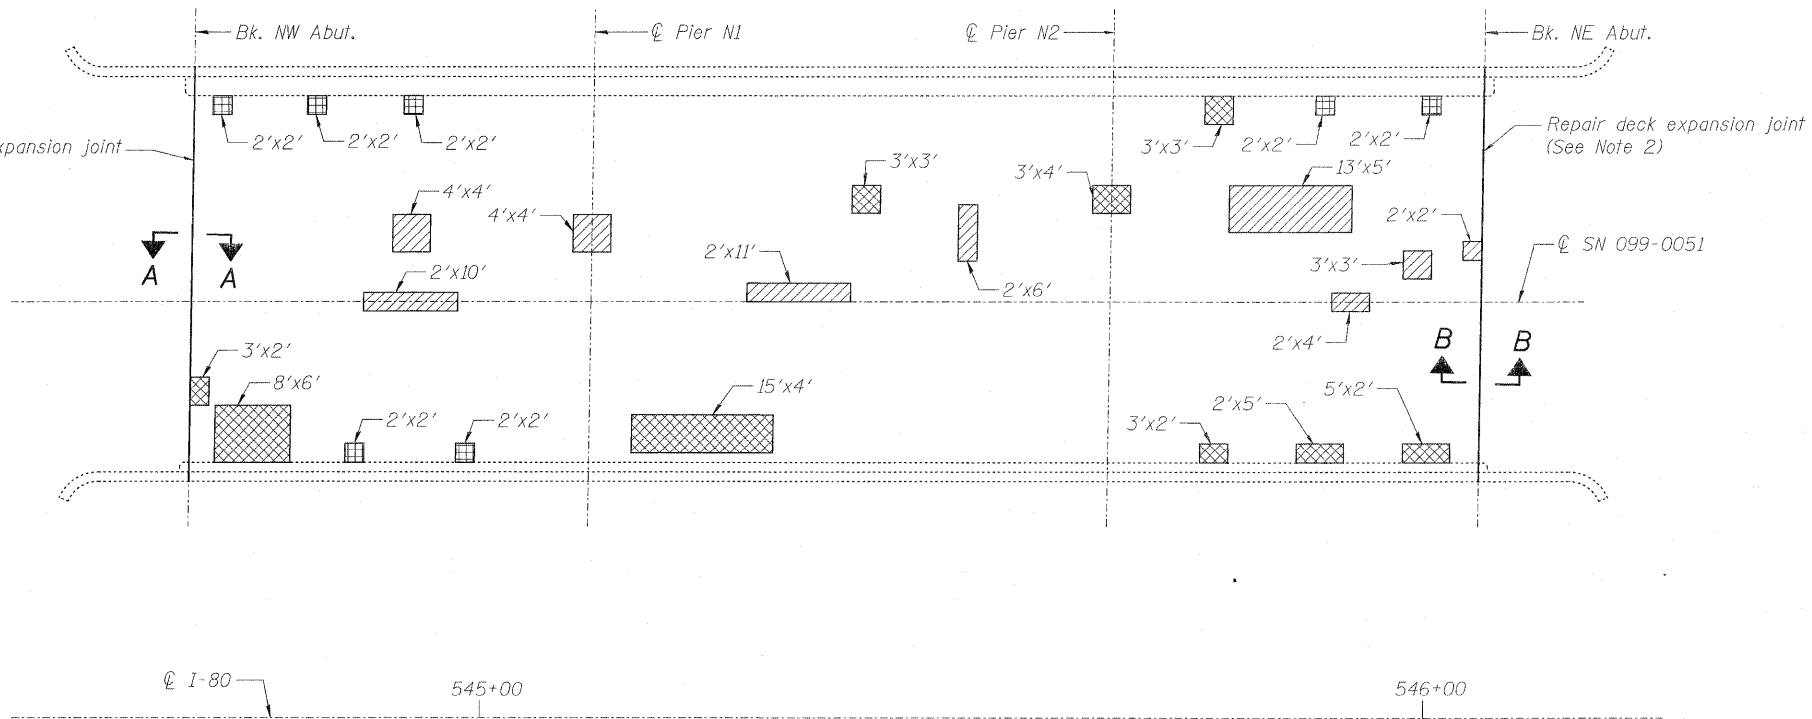 Bk. NW Abut.
℄ Pier N1
℄ Pier N2
Bk. NE Abut.
2'x2'
2'x2'
2'x2'
3'x3'
2'x2'
2'x2'
expansion joint
Repair deck expansion joint
(See Note 2)
4'x4'
4'x4'
3'x3'
3'x4'
13'x5'
2'x2'
℄ SN 099-0051
A
A
2'x10'
2'x11'
2'x6'
3'x3'
2'x4'
B
B
3'x2'
8'x6'
2'x2'
2'x2'
15'x4'
3'x2'
2'x5'
5'x2'
℄ I-80
545+00
546+00